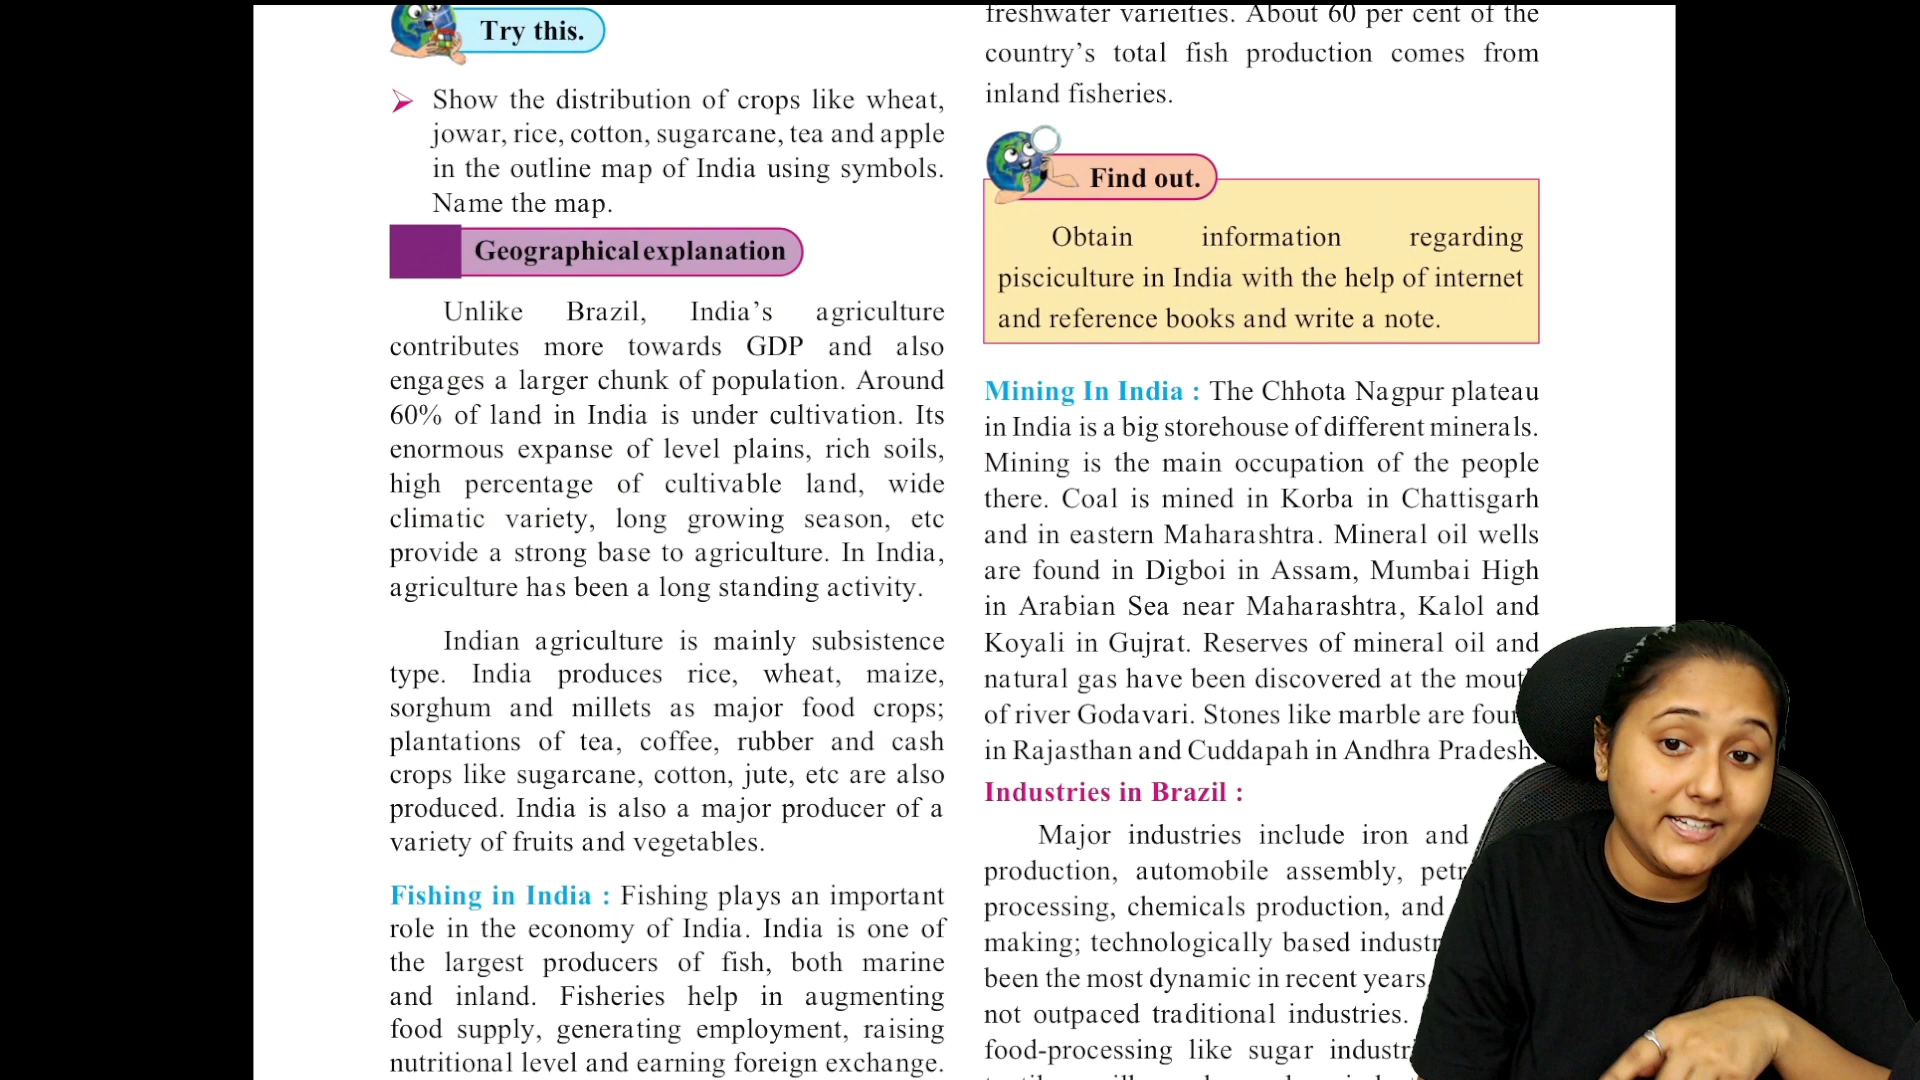 Try this.
Show the distribution of crops like wheat,
jowar, rice, cotton, sugarcane, tea and apple
in the outline map of India using symbols.
Name the map.
Geographical explanation
Unlike Brazil, India's agriculture
contributes more towards GDP and also
engages a larger chunk of population. Around
60% of land in India is under cultivation. Its
enormous expanse of level plains, rich soils,
high percentage of cultivable land, wide
climatic variety, long growing season, etc
provide a strong base to agriculture. In India,
agriculture has been a long standing activity.
Indian agriculture is mainly subsistence
type. India produces rice, wheat, maize,
sorghum and millets as major food crops;
plantations of tea, coffee, rubber and cash
crops like sugarcane, cotton, jute, etc are also
produced. India is also a major producer of a
variety of fruits and vegetables.
Fishing in India : Fishing plays an important
role in the economy of India. India is one of
the largest producers of fish, both marine
and inland. Fisheries help in augmenting
food supply, generating employment, raising
nutritional level and earning foreign exchange.
freshwater varieities. About 60 per cent of the
country's total fish production comes from
inland fisheries.
Find out.
Obtain information regarding
pisciculture in India with the help of internet
and reference books and write a note.
Mining In India : The Chhota Nagpur plateau
in India is a big storehouse of different minerals.
Mining is the main occupation of the people
there. Coal is mined in Korba in Chattisgarh
and in eastern Maharashtra. Mineral oil wells
are found in Digboi in Assam, Mumbai High
in Arabian Sea near Maharashtra, Kalol and
Koyali in Gujrat. Reserves of mineral oil and
natural gas have been discovered at the
of river Godavari. Stones like marble are
in Rajasthan and Cuddapah in Andhra Pradesh.
Industries in Brazil :
Major industries include iron and
production, automobile assembly,
processing, chemicals production, and
making; technologically based
been the most dynamic in recent years
not outpaced traditional industries.
food-processing like sugar